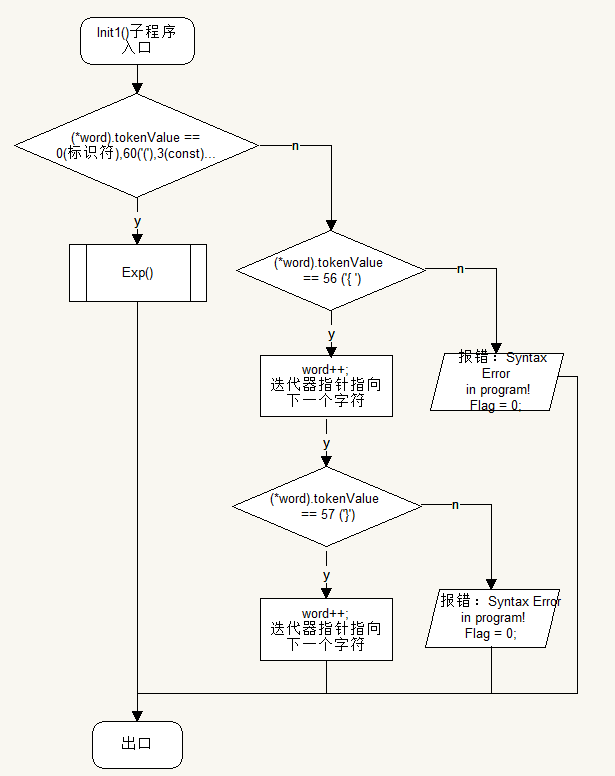 Init1()子程序
入口
(*word).tokenValue ==
0(标识符),60('('),3(const)...
n
y
Exp()
(*word).tokenValue
== 56 ('{ ')
n
y
word++;
迭代器指针指向
下一个字符
报错：Syntax
Error
in program!
Flag = 0;
y
(*word).tokenValue
== 57 ('}')
n
y
word++;
迭代器指针指向
下一个字符
报错：Syntax Error
in program!
Flag = 0;
出口